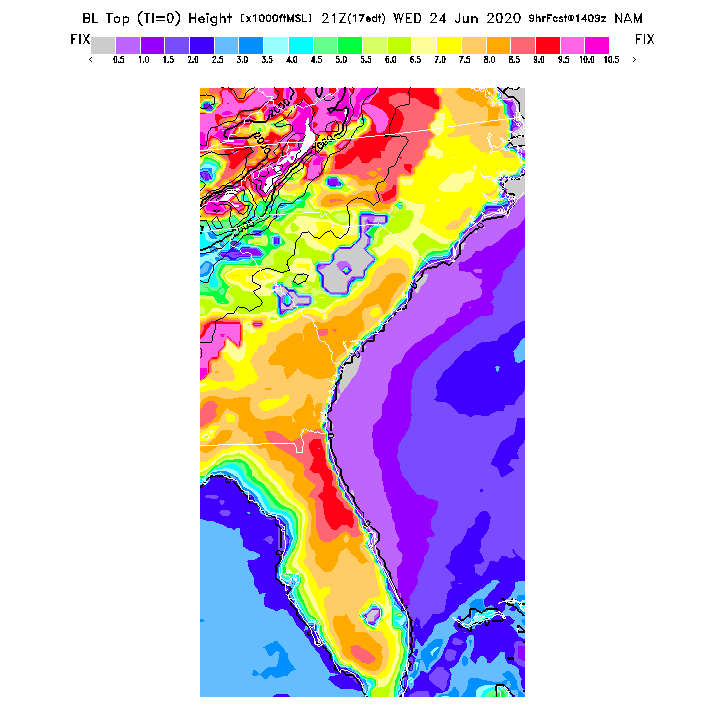 BL Top (TI=0) Height [x1000ftMSL] 21Z(17edt) WED 24 Jun 2020 9hrFcst@1409z NAM
FIX FIX
< 0.5 1.0 1.5 2.0 2.5 3.0 3.5 4.0 4.5 5.0 5.5 6.0 6.5 7.0 7.5 8.0 8.5 9.0 9.5 10.0 10.5 >
2000